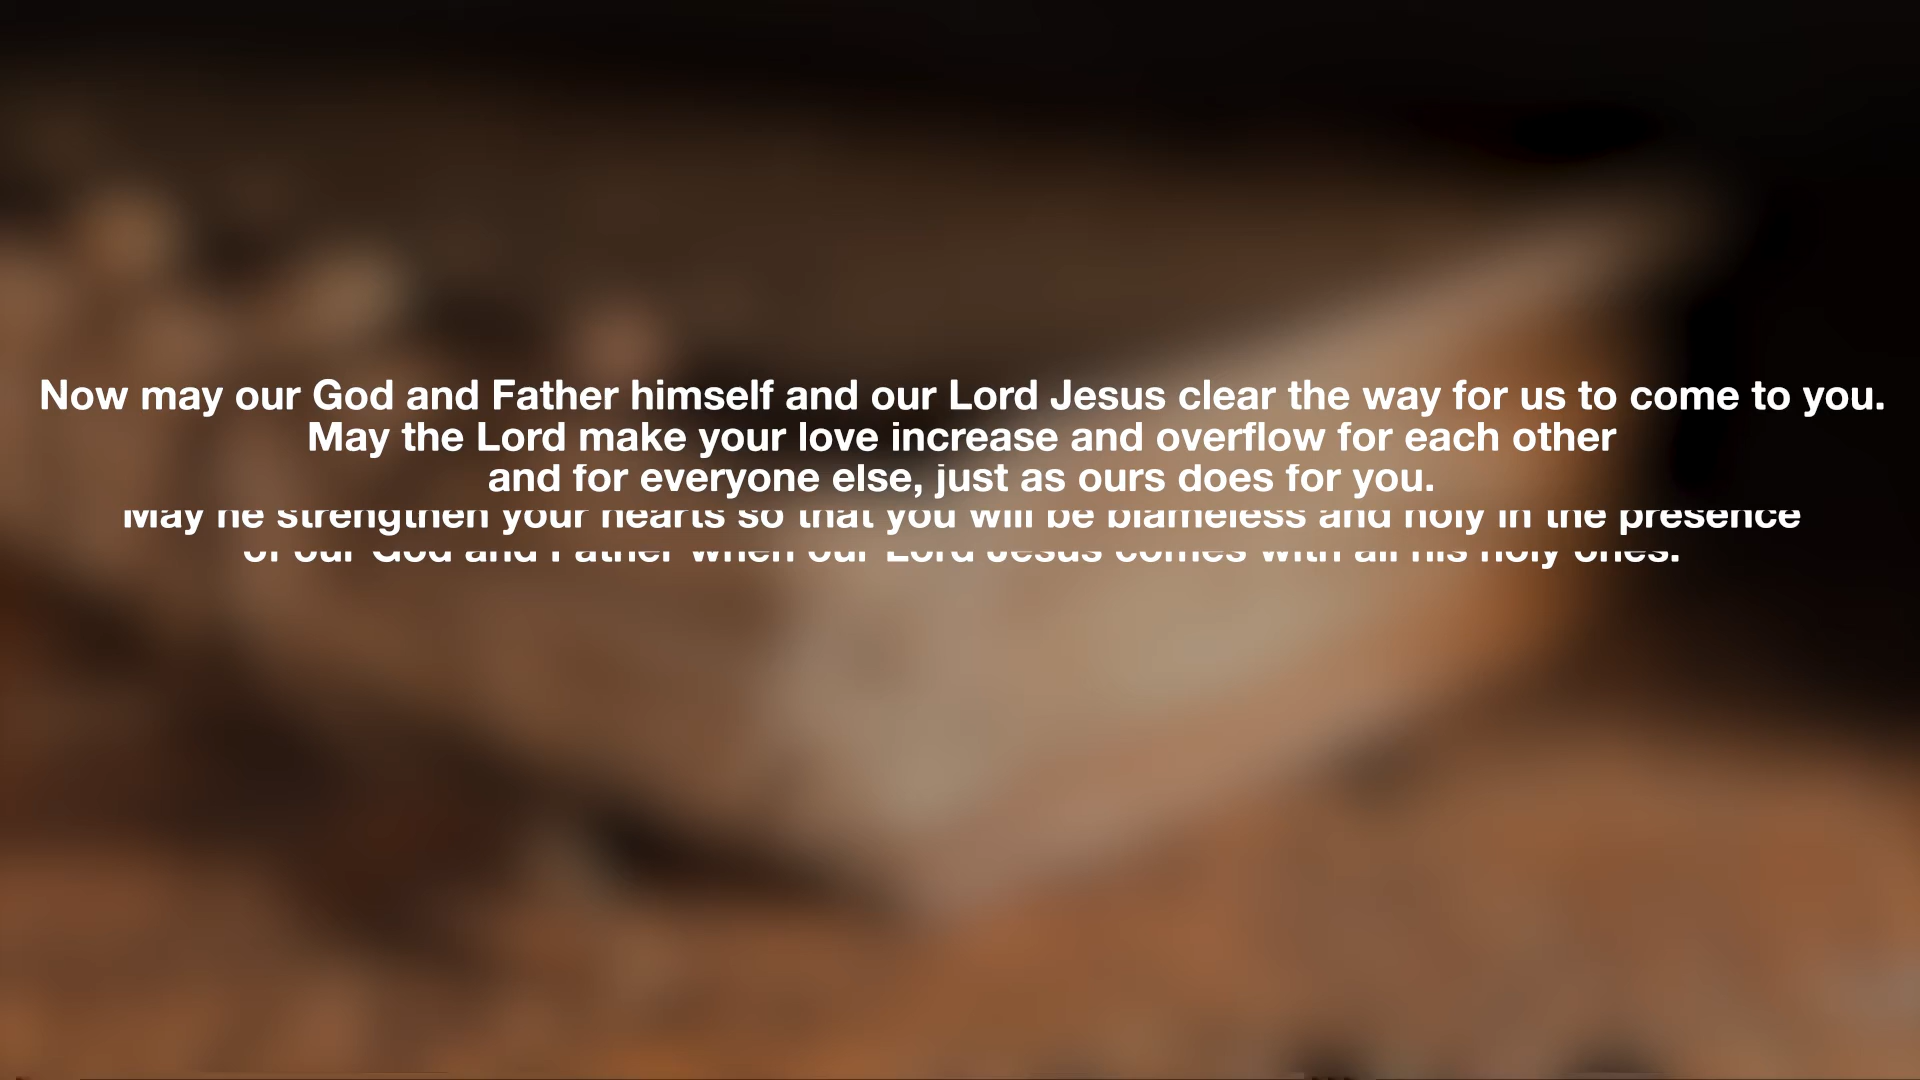 Now may our God and Father himself and our Lord Jesus clear the way for us to come to you.
May the Lord make your love increase and overflow for each other
and for everyone else, just as ours does for you.
May he strengthen your hearts so that you will be blameless and holy in the presence
of our God and Father when our Lord Jesus comes with all his holy ones.